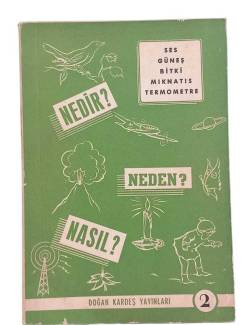 SES
GÜNEŞ
BİTKİ
MIKNATIS
TERMOMETRE
NEDİR?
NEDEN?
NASIL?
DOĞAN KARDEŞ YAYINLARI
2